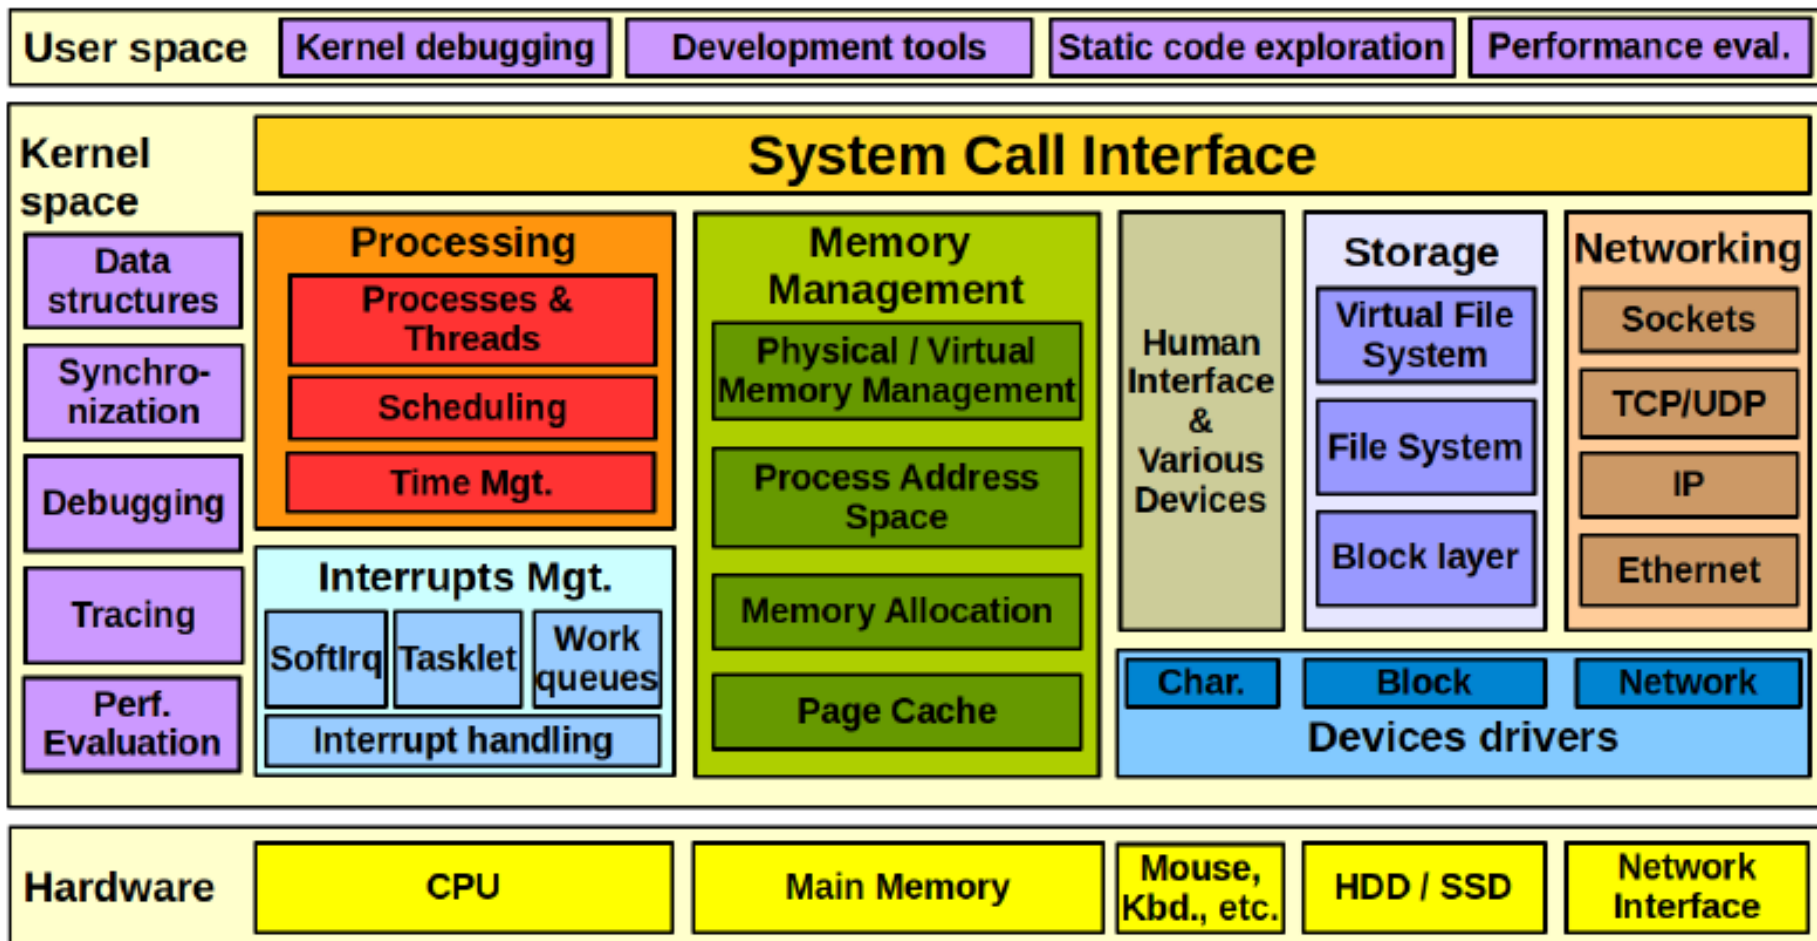 User space
Kernel debugging
Development tools
Static code exploration
Performance eval.
Kernel
space
System Call Interface
Data
structures
Synchro-
nization
Debugging
Tracing
Perf.
Evaluation
Processing
Processes &
Threads
Scheduling
Time Mgt.
Interrupts Mgt.
SoftIrq
Tasklet
Work
queues
Interrupt handling
Memory
Management
Physical / Virtual
Memory Management
Process Address
Space
Memory Allocation
Page Cache
Human
Interface
&
Various
Devices
Storage
Virtual File
System
File System
Block layer
Networking
Sockets
TCP/UDP
IP
Ethernet
Char.
Block
Network
Devices drivers
Hardware
CPU
Main Memory
Mouse,
Kbd., etc.
HDD / SSD
Network
Interface